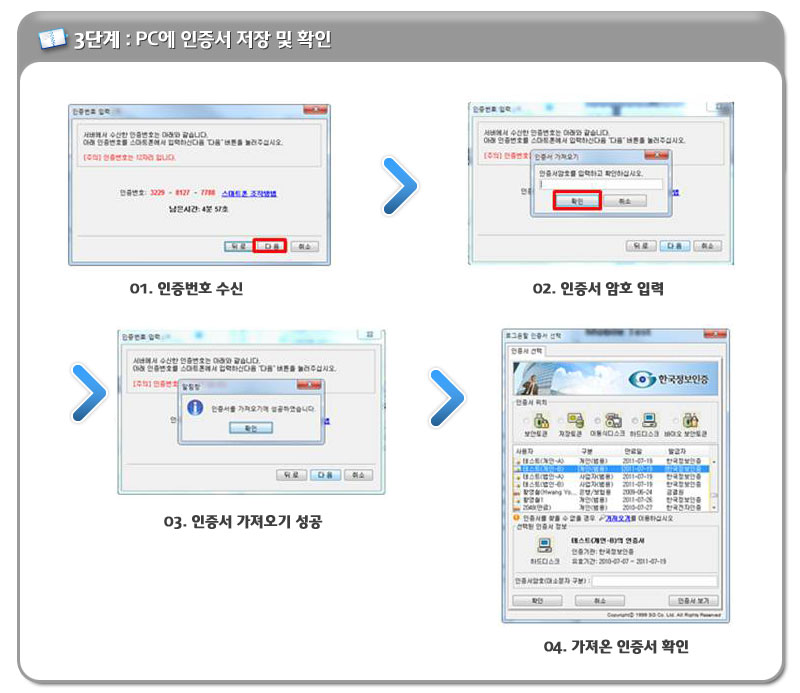 3단계 : PC에 인증서 저장 및 확인
인증번호 입력
서버에서 수신한 인증번호는 아래와 같습니다.
아래 인증번호를 스마트폰에서 입력하신다음 "다음" 버튼을 눌러주십시오.
[주의] 인증번호는 12자리 입니다.
인증번호: 3229 - 8127 - 7788 스마트폰 조작방법
남은시간: 4분 57초
뒤 로 다 음 취 소
01. 인증번호 수신
인증번호 입력
서버에서 수신한 인증번호는 아래와 같습니다.
아래 인증번호를 스마트폰에서 입력하신다음 "다음" 버튼을 눌러주십시오.
[주의] 인증번호
인증서 가져오기
인증서암호를 입력하고 확인하십시오.
확인 취소
뒤 로 다 음 취 소
02. 인증서 암호 입력
인증번호 입력
서버에서 수신한 인증번호는 아래와 같습니다.
아래 인증번호를 스마트폰에서 입력하신다음 "다음" 버튼을 눌러주십시오.
[주의] 인증번호
알림창
인증서를 가져오기에 성공하였습니다.
확인
뒤 로 다 음 취 소
03. 인증서 가져오기 성공
로그온할 인증서 선택
인증서 선택
한국정보인증
인증서 위치
보안토큰 저장토큰 이동식디스크 하드디스크 바이오 보안토큰
사용자 구분 만료일 발급자
테스트(개인-A) 개인(범용) 2011-07-19 한국정보인증
테스트(개인-B) 개인(범용) 2011-07-19 한국정보인증
테스트(법인-A) 사업자(범용) 2011-07-19 한국정보인증
테스트(법인-B) 사업자(범용) 2011-07-19 한국정보인증
황영철(Hwang Yo... 은행/보험용 2009-06-24 금결원
황영철1 개인(범용) 2011-07-26 한국정보인증
2048(만료) 개인(범용) 2010-07-27 한국전자인증
인증서를 찾을 수 없을 경우 가져오기를 이용하십시오
선택된 인증서 정보
테스트(개인-B)의 인증서
인증기관: 한국정보인증
하드디스크 유효기간: 2010-07-07 ~ 2011-07-19
인증서암호(대소문자 구분) :
확인 취소 인증서 보기
Copyrightⓒ 1999 SG Co. Ltd. All Rights Reserved
04. 가져온 인증서 확인